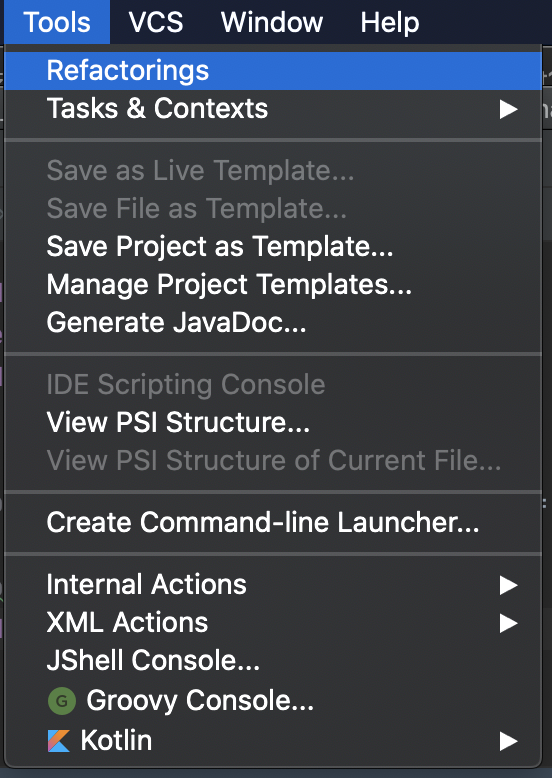 Tools VCS Window Help
Refactorings
Tasks & Contexts
Save as Live Template...
Save File as Template...
Save Project as Template...
Manage Project Templates...
Generate JavaDoc...
IDE Scripting Console
View PSI Structure...
View PSI Structure of Current File...
Create Command-line Launcher...
Internal Actions
XML Actions
JShell Console...
G Groovy Console...
Kotlin